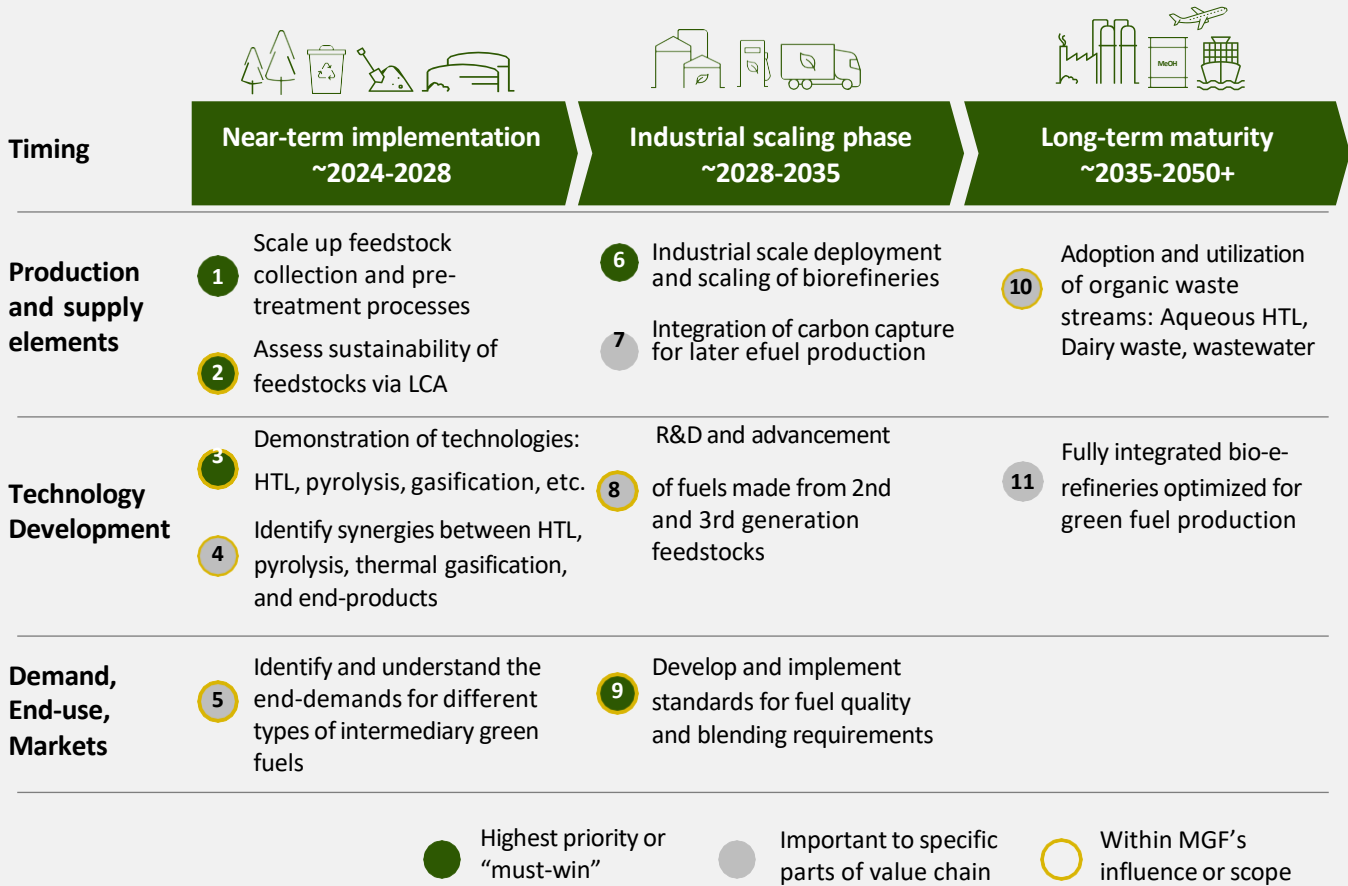 MeOH
Timing
Near-term implementation
~2024-2028
Industrial scaling phase
~2028-2035
Long-term maturity
~2035-2050+
Production
and supply
elements
1
Scale up feedstock
collection and pre-
treatment processes
2
Assess sustainability of
feedstocks via LCA
6
Industrial scale deployment
and scaling of biorefineries
7
Integration of carbon capture
for later efuel production
10
Adoption and utilization
of organic waste
streams: Aqueous HTL,
Dairy waste, wastewater
Technology
Development
3
Demonstration of technologies:
HTL, pyrolysis, gasification, etc.
4
Identify synergies between HTL,
pyrolysis, thermal gasification,
and end-products
8
R&D and advancement
of fuels made from 2nd
and 3rd generation
feedstocks
11
Fully integrated bio-e-
refineries optimized for
green fuel production
Demand,
End-use,
Markets
5
Identify and understand the
end-demands for different
types of intermediary green
fuels
9
Develop and implement
standards for fuel quality
and blending requirements
Highest priority or
“must-win”
Important to specific
parts of value chain
Within MGF’s
influence or scope